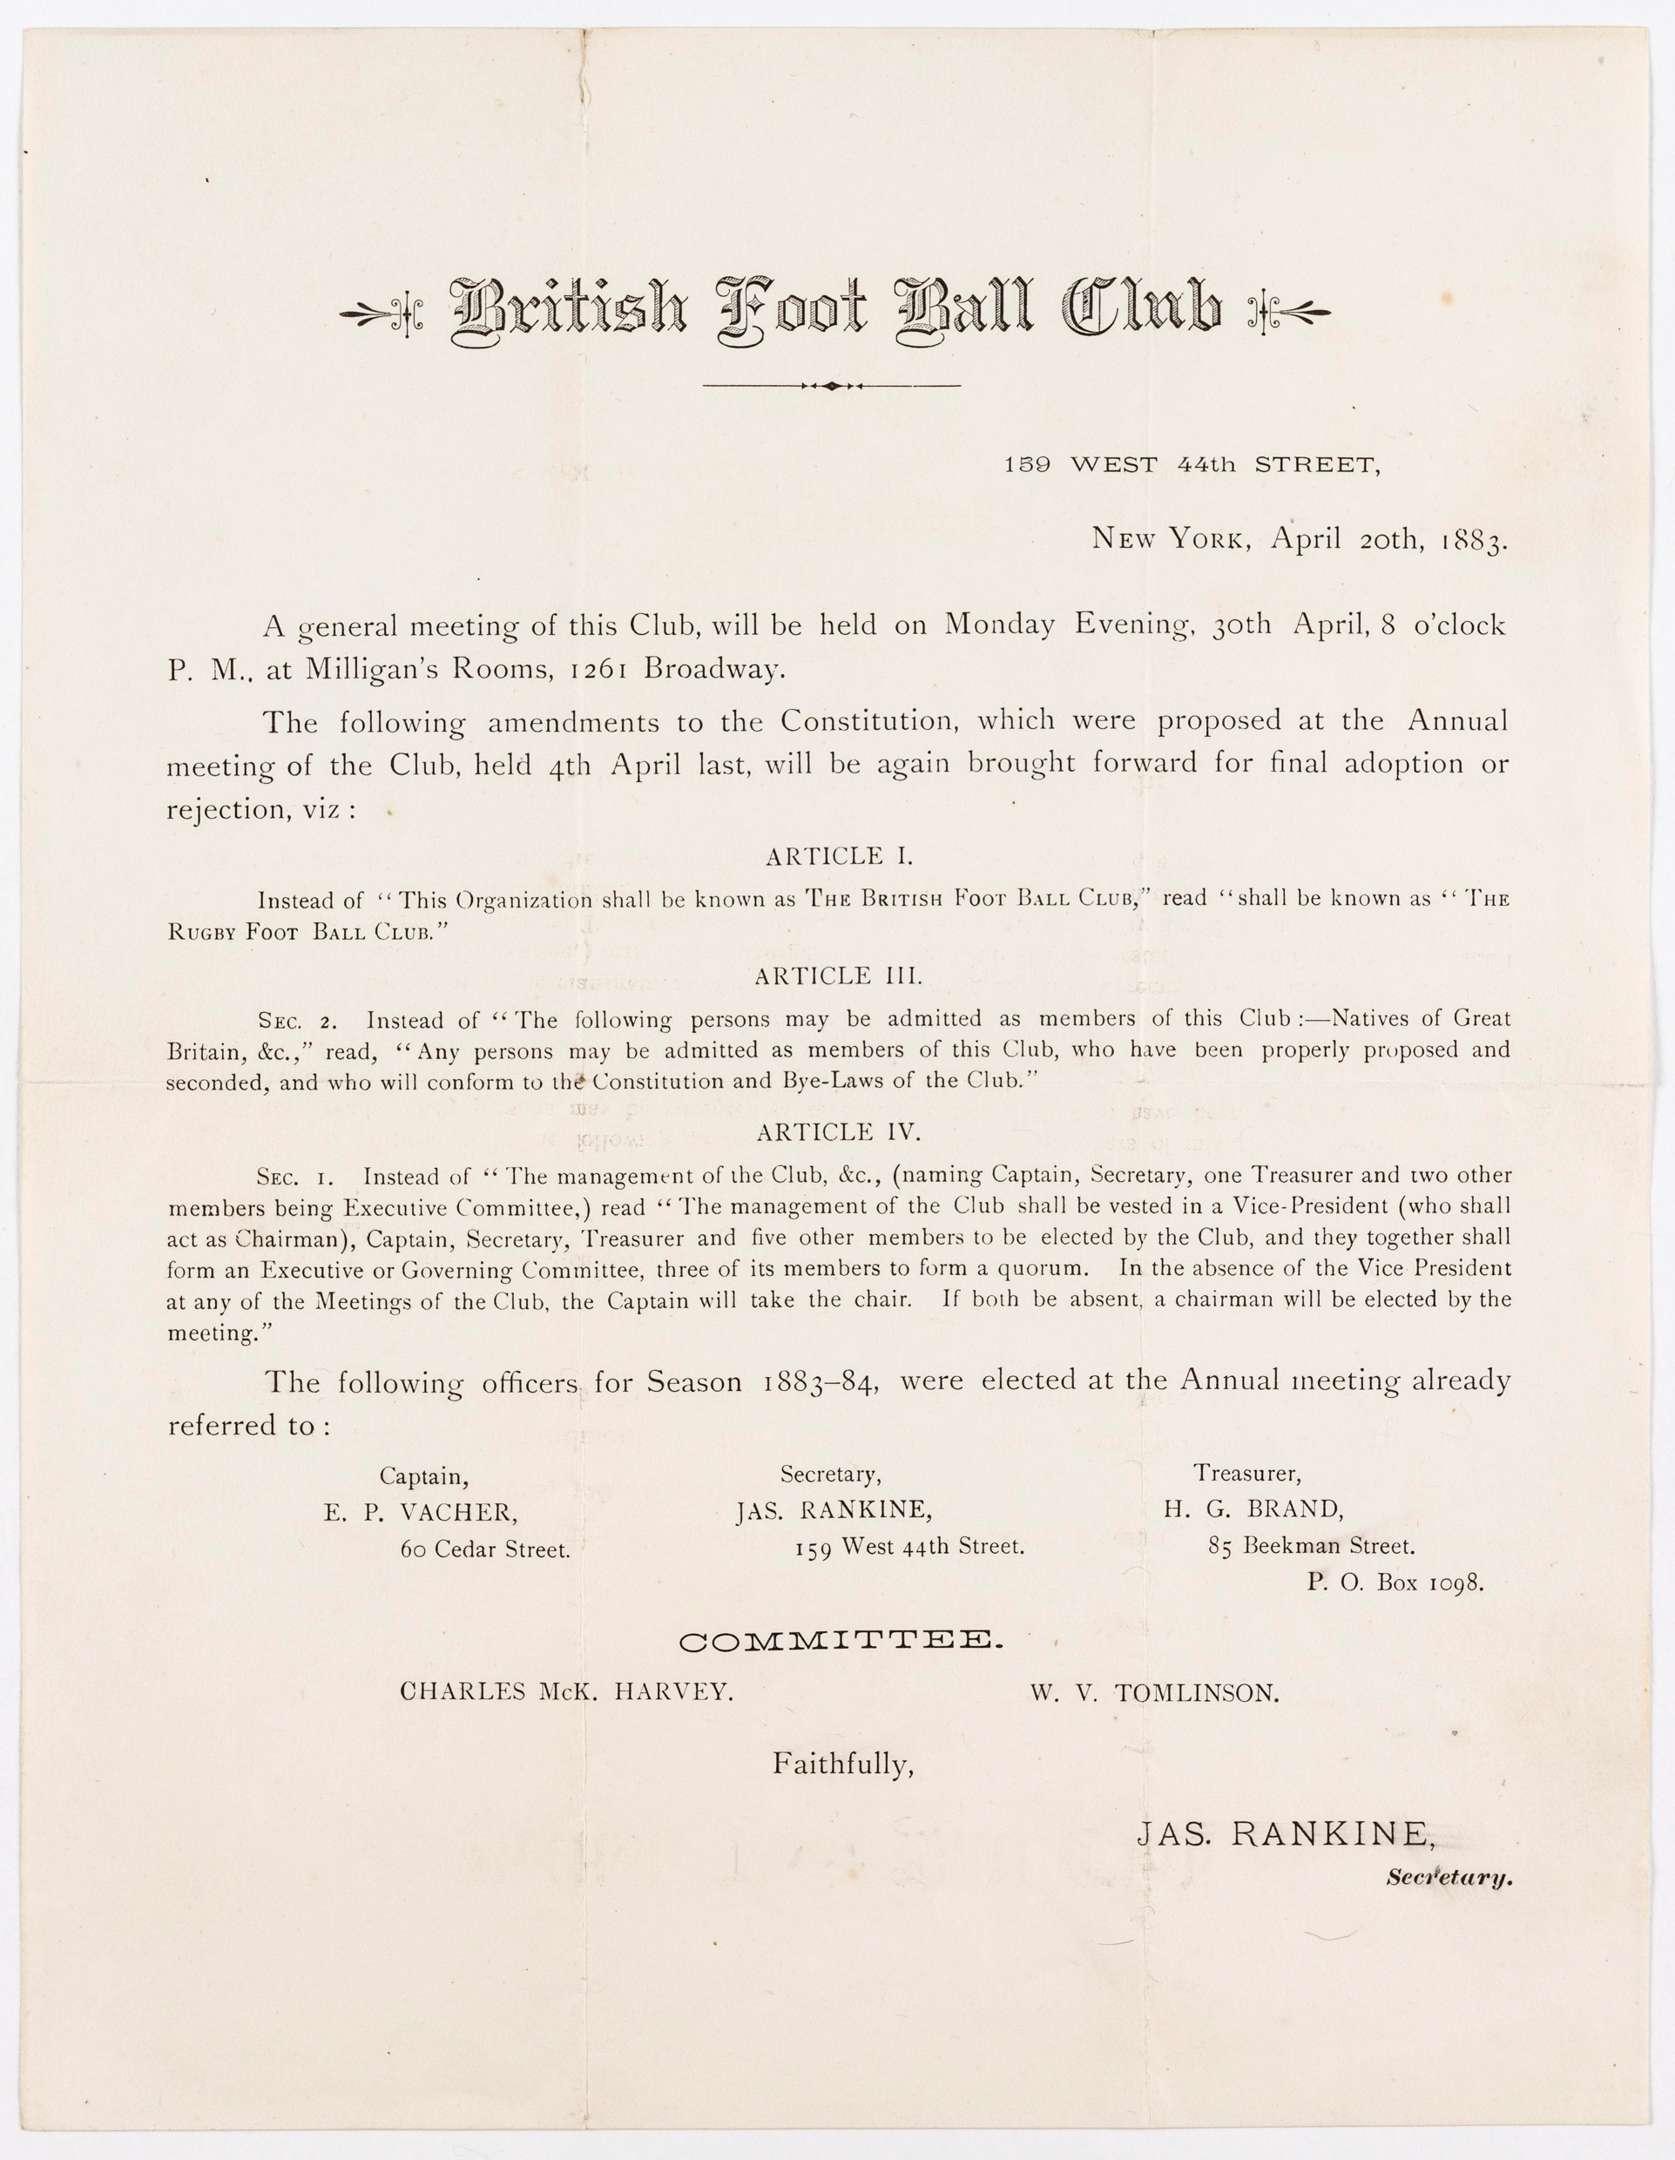 British Foot Ball Club
159 WEST 44th STREET,
NEW YORK, April 20th, 1883.
A general meeting of this Club, will be held on Monday Evening, 30th April, 8 o'clock
P. M., at Milligan's Rooms, 1261 Broadway.
The following amendments to the Constitution, which were proposed at the Annual
meeting of the Club, held 4th April last, will be again brought forward for final adoption or
rejection, viz :
ARTICLE I.
Instead of “This Organization shall be known as THE BRITISH FOOT BALL CLUB,” read “shall be known as “THE
RUGBY FOOT BALL CLUB.”
ARTICLE III.
SEC. 2. Instead of “The following persons may be admitted as members of this Club :—Natives of Great
Britain, &c.,” read, “Any persons may be admitted as members of this Club, who have been properly proposed and
seconded, and who will conform to the Constitution and Bye-Laws of the Club.”
ARTICLE IV.
SEC. 1. Instead of “The management of the Club, &c., (naming Captain, Secretary, one Treasurer and two other
members being Executive Committee,) read “The management of the Club shall be vested in a Vice-President (who shall
act as Chairman), Captain, Secretary, Treasurer and five other members to be elected by the Club, and they together shall
form an Executive or Governing Committee, three of its members to form a quorum. In the absence of the Vice President
at any of the Meetings of the Club, the Captain will take the chair. If both be absent, a chairman will be elected by the
meeting.”
The following officers for Season 1883–84, were elected at the Annual meeting already
referred to :
Captain, Secretary, Treasurer,
E. P. VACHER, JAS. RANKINE, H. G. BRAND,
60 Cedar Street. 159 West 44th Street. 85 Beekman Street.
P. O. Box 1098.
COMMITTEE.
CHARLES McK. HARVEY. W. V. TOMLINSON.
Faithfully,
JAS. RANKINE,
Secretary.